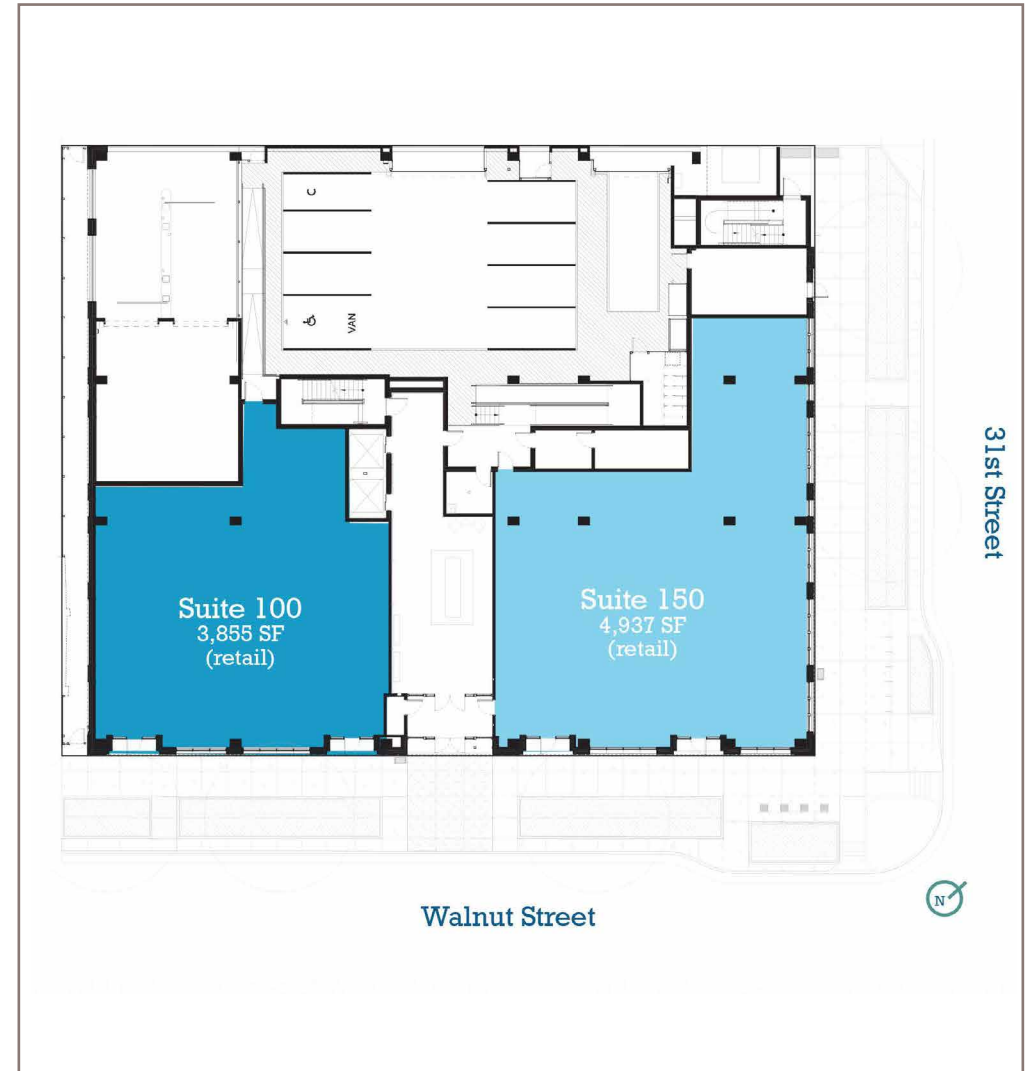 C
VAN
31st Street
Suite 100
3,855 SF
(retail)
Suite 150
4,937 SF
(retail)
N
Walnut Street